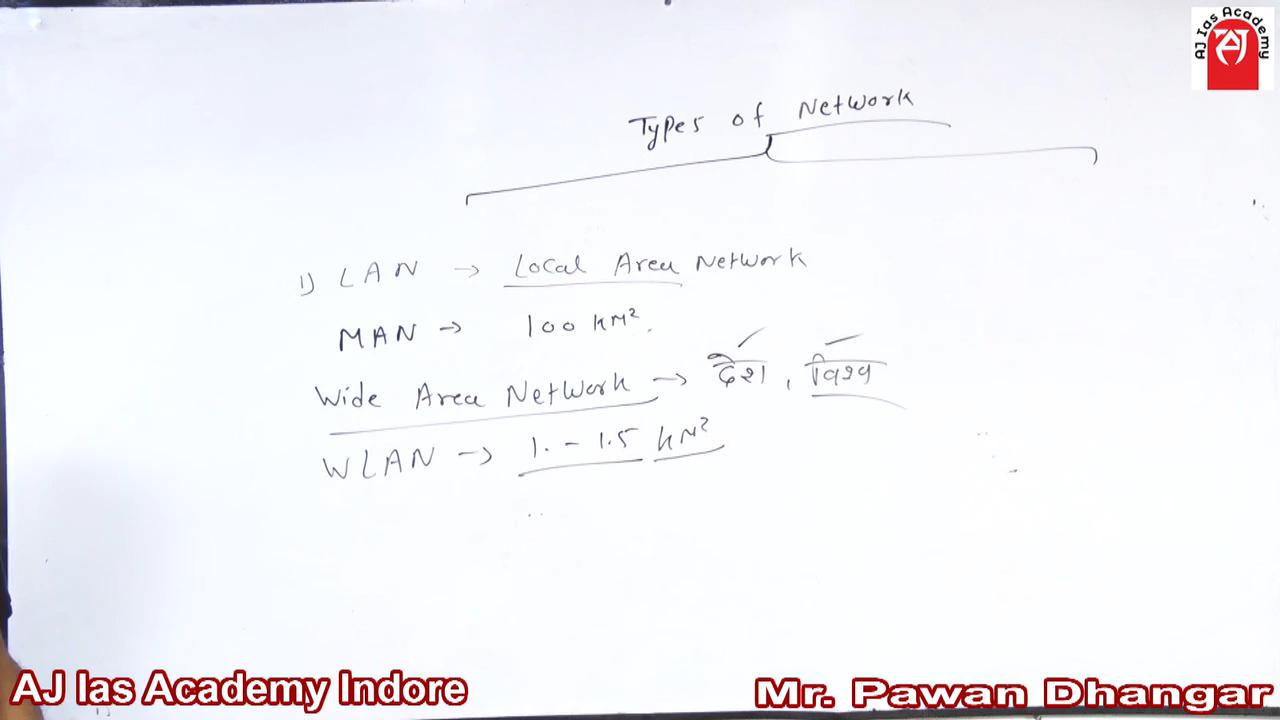 AJ Ias Academy
AJ
Types of Network
1) LAN → Local Area Network
MAN → 100 KM²
Wide Area Network → देश, विश्व
WLAN → 1. - 1.5 KM²
AJ Ias Academy Indore
Mr. Pawan Dhangar